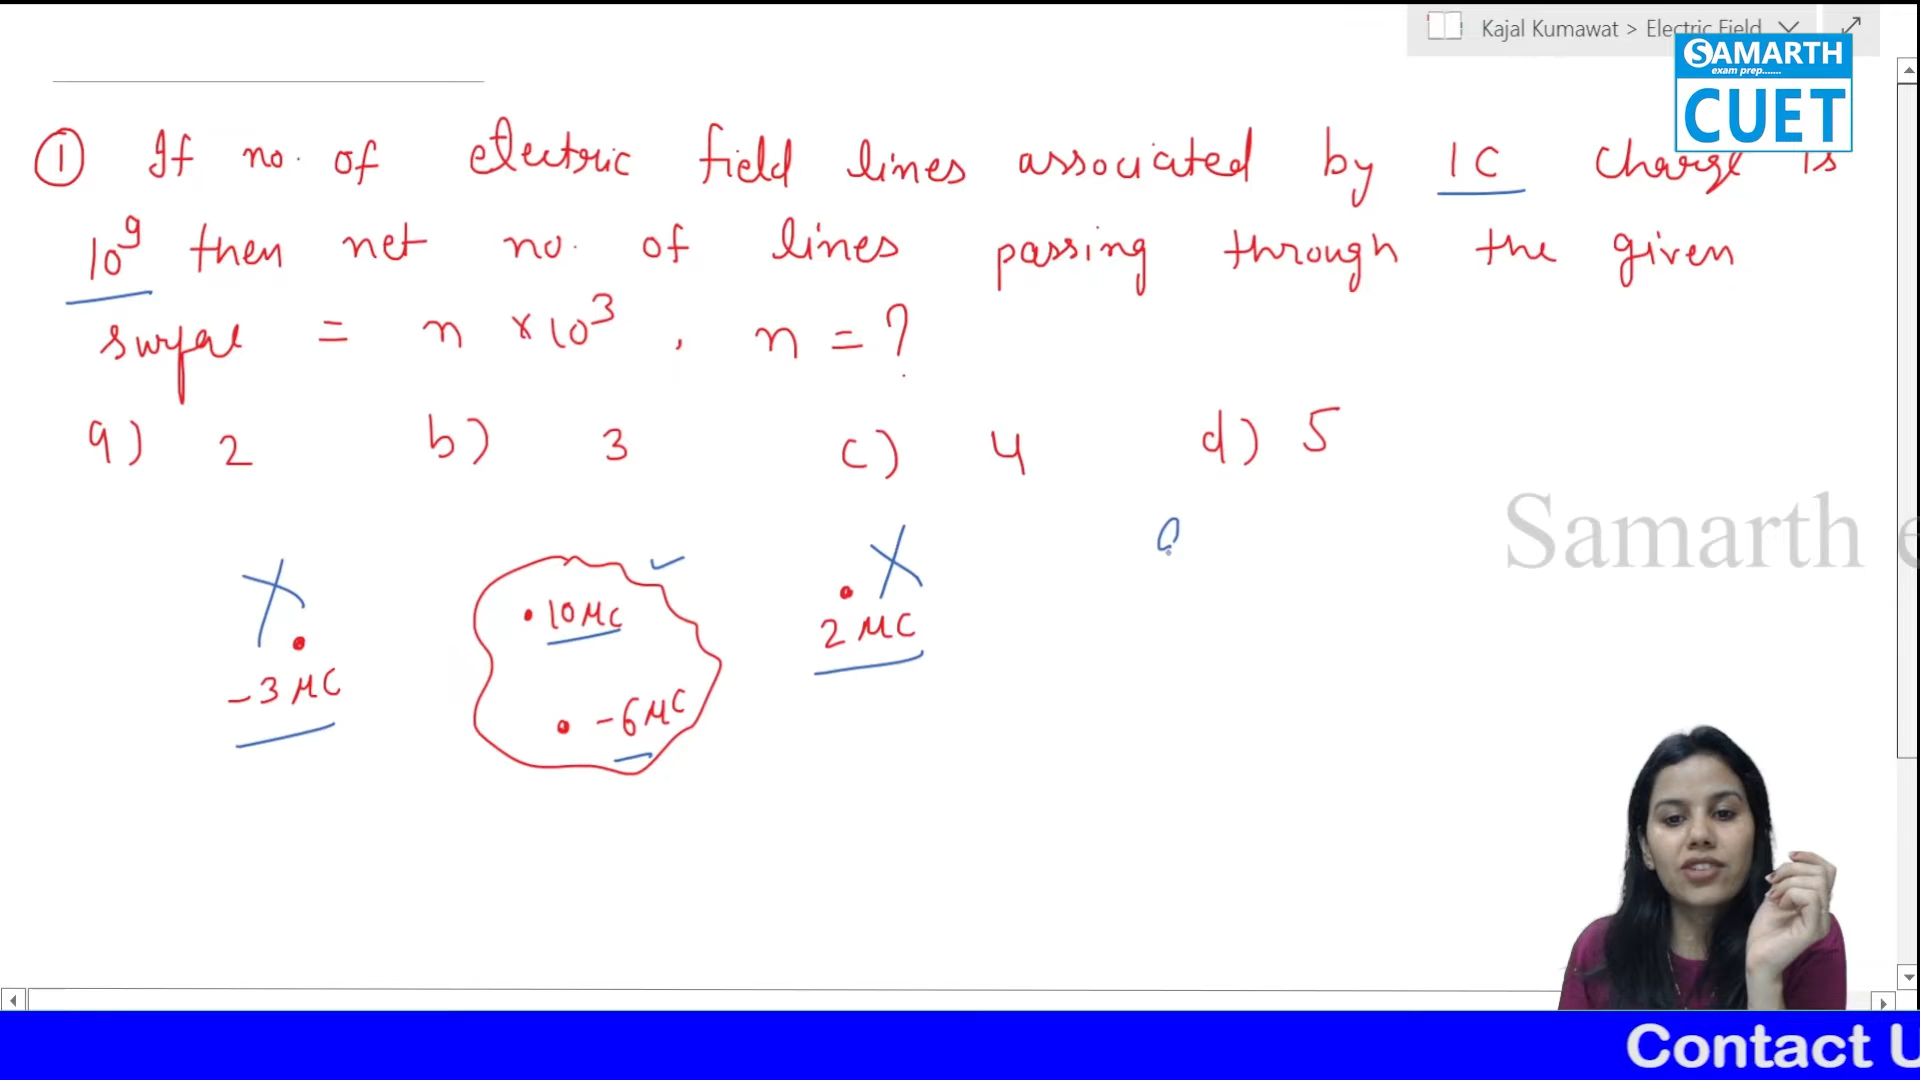 Kajal Kumawat > Electric Field
SAMARTH
exam prep.......
CUET
① If no. of electric field lines associated by 1C charge is
10⁹ then net no. of lines passing through the given
surface = n × 10³ , n = ?
a) 2 b) 3 c) 4 d) 5
Samarth e
10 μC
2 μC
-3 μC
-6 μC
Contact U